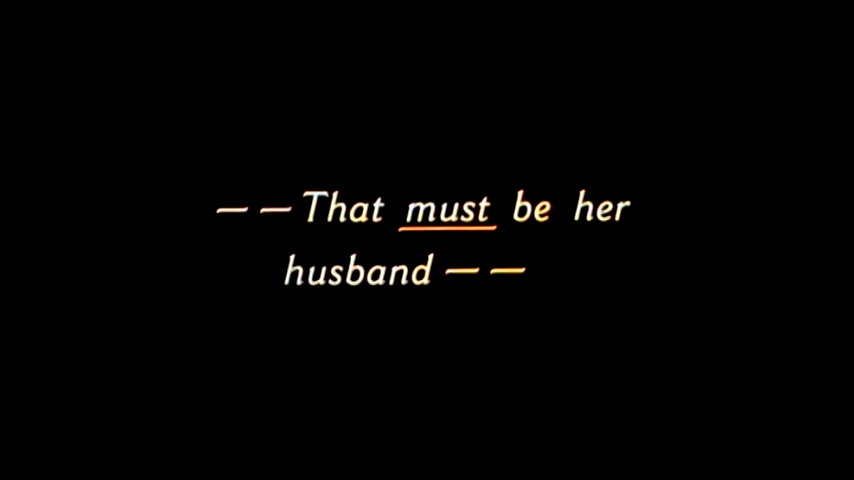 — — That must be her
husband — —